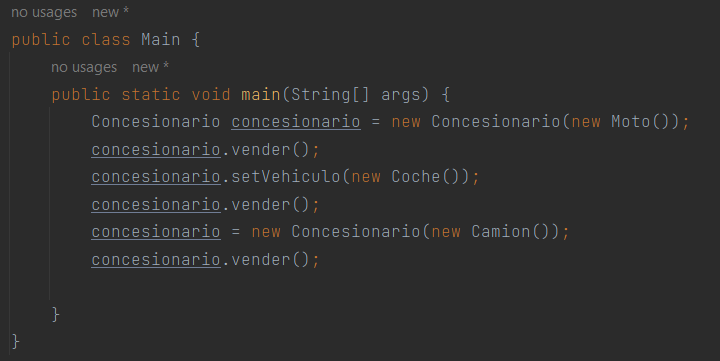 no usages   new *
public class Main {
no usages   new *
public static void main(String[] args) {
Concesionario concesionario = new Concesionario(new Moto());
concesionario.vender();
concesionario.setVehiculo(new Coche());
concesionario.vender();
concesionario = new Concesionario(new Camion());
concesionario.vender();
}
}